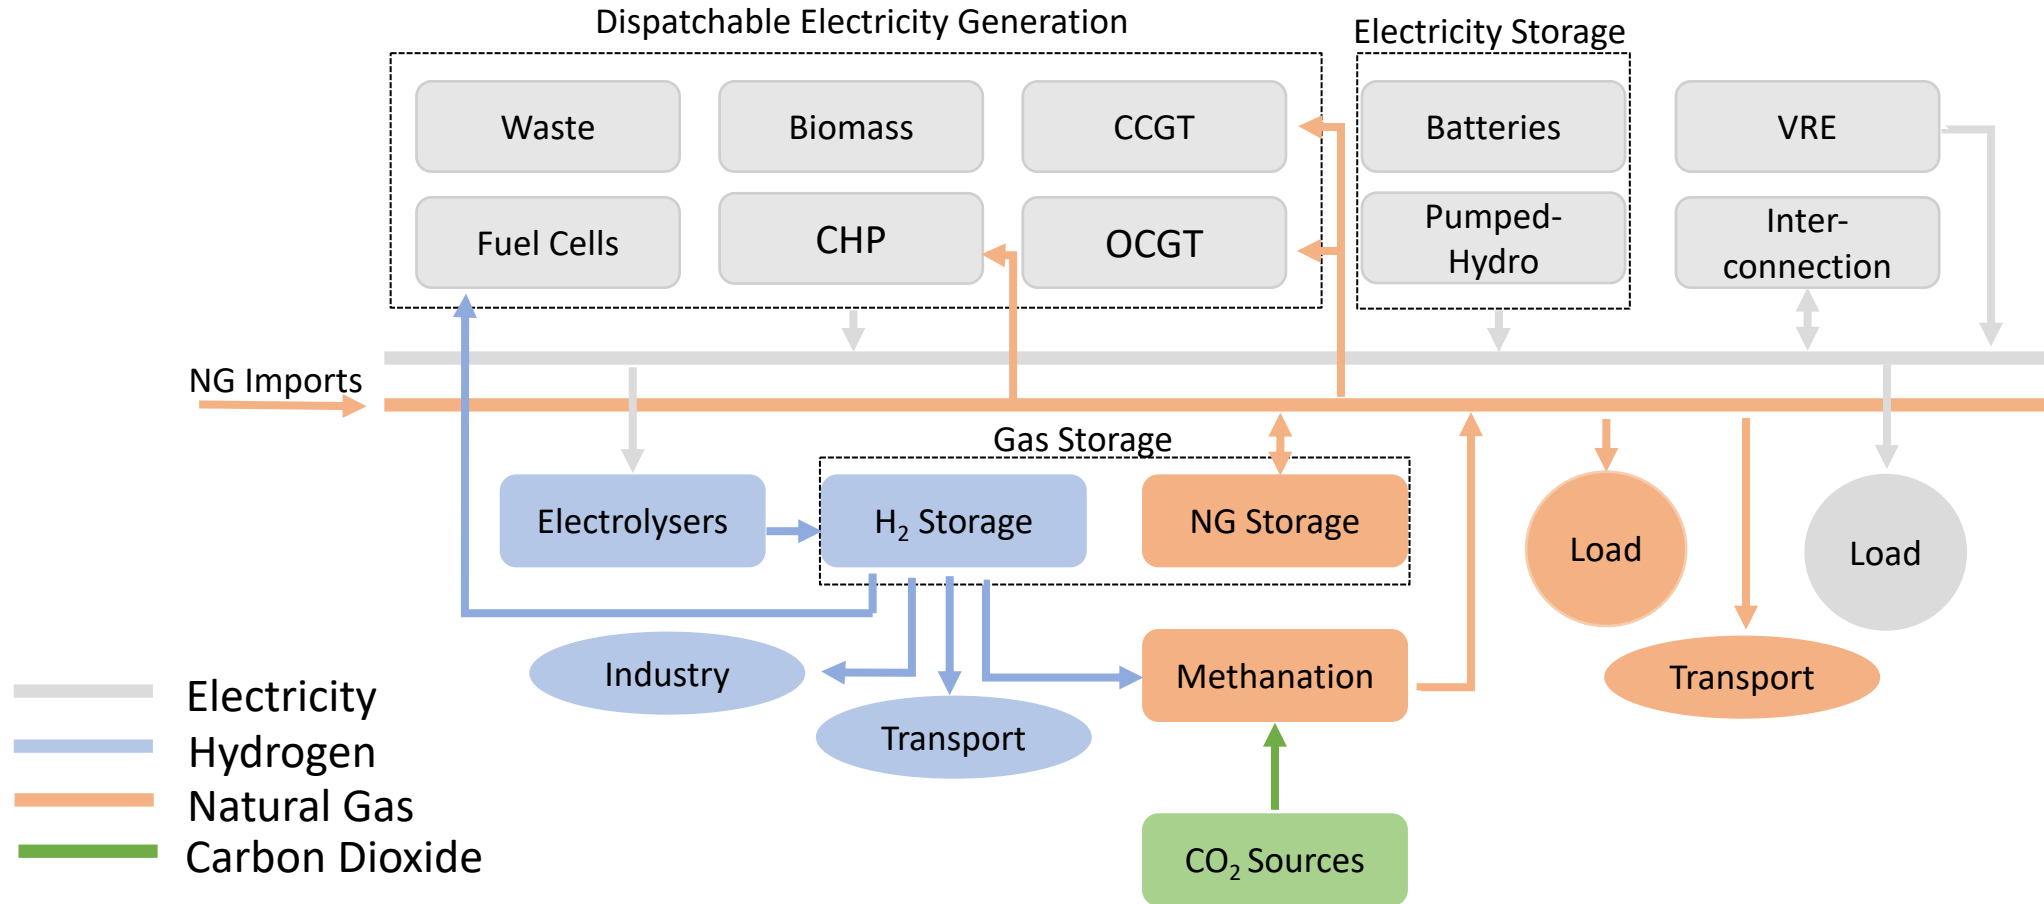 Dispatchable Electricity Generation
Electricity Storage
Waste
Biomass
CCGT
Batteries
VRE
Fuel Cells
CHP
OCGT
Pumped-
Hydro
Inter-
connection
NG Imports
Gas Storage
Electrolysers
H₂ Storage
NG Storage
Load
Load
Industry
Transport
Methanation
Transport
CO₂ Sources
Electricity
Hydrogen
Natural Gas
Carbon Dioxide